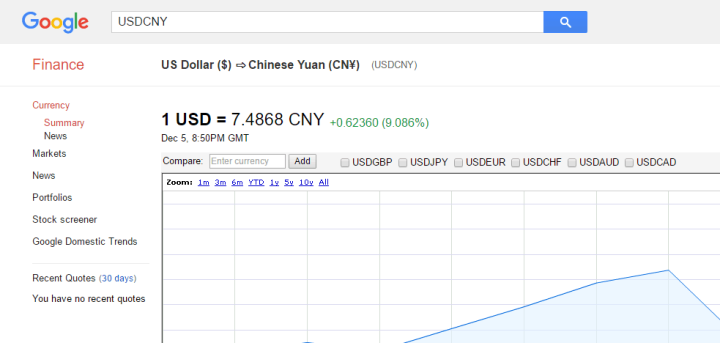 Google
USDCNY
Finance
US Dollar ($) ⇨ Chinese Yuan (CN¥) (USDCNY)
Currency
Summary
News
Markets
News
Portfolios
Stock screener
Google Domestic Trends
Recent Quotes (30 days)
You have no recent quotes
1 USD = 7.4868 CNY +0.62360 (9.086%)
Dec 5, 8:50PM GMT
Compare: Enter currency Add USDGBP USDJPY USDEUR USDCHF USDAUD USDCAD
Zoom: 1m 3m 6m YTD 1y 5y 10y All